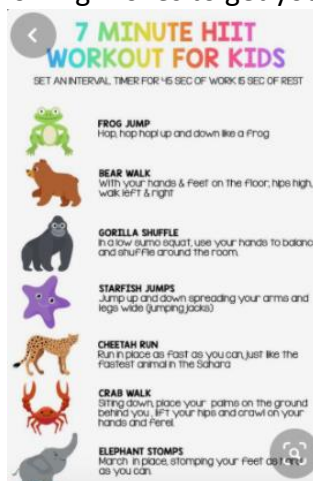 7 MINUTE HIIT
WORKOUT FOR KIDS
SET AN INTERVAL TIMER FOR 45 SEC OF WORK 15 SEC OF REST
FROG JUMP
Hop, hop hop! up and down like a frog
BEAR WALK
With your hands & feet on the floor, hips high,
walk left & right
GORILLA SHUFFLE
In a low sumo squat, use your hands to balanc
and shuffle around the room.
STARFISH JUMPS
Jump up and down spreading your arms and
legs wide (jumping jacks)
CHEETAH RUN
Run in place as fast as you can, just like the
fastest animal in the Sahara
CRAB WALK
Siting down, place your palms on the ground
behind you, lift your hips and crawl on your
hands and feret.
ELEPHANT STOMPS
March in place, stomping your feet as
as you can.